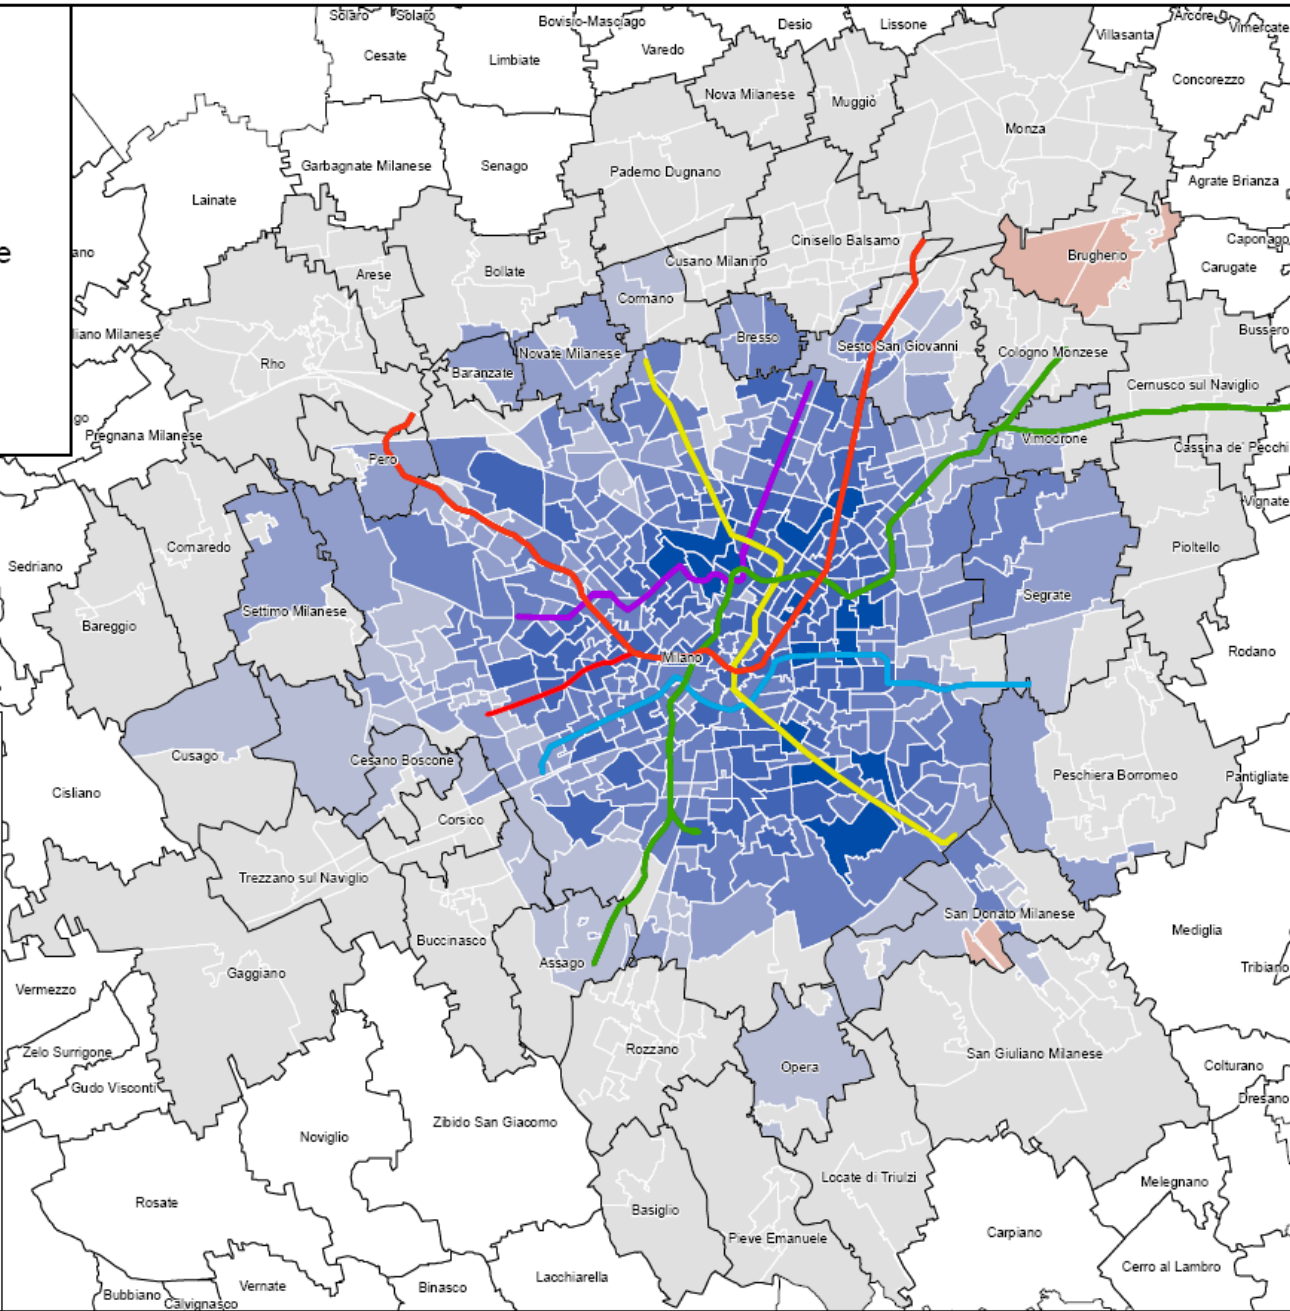 Solaro
Solaro
Bovisio-Masciago
Desio
Lissone
Arcore
Vimercate
Villasanta
Cesate
Limbiate
Varedo
Concorezzo
Nova Milanese
Muggiò
Monza
Garbagnate Milanese
Senago
Paderno Dugnano
Agrate Brianza
Lainate
e
ano
Cinisello Balsamo
Caponago
Brugherio
Carugate
Arese
Bollate
Cusano Milanino
Cormano
liano Milanese
Bussero
Rho
Novate Milanese
Bresso
Sesto San Giovanni
Cologno Monzese
Baranzate
Cernusco sul Naviglio
go
Pregnana Milanese
Vimodrone
Cassina de' Pecchi
Pero
Vignate
Cornaredo
Pioltello
Sedriano
Segrate
Settimo Milanese
Bareggio
Milano
Rodano
Cusago
Cesano Boscone
Peschiera Borromeo
Pantigliate
Cisliano
Corsico
Trezzano sul Naviglio
San Donato Milanese
Mediglia
Buccinasco
Assago
Gaggiano
Tribiano
Vermezzo
Zelo Surrigone
Rozzano
San Giuliano Milanese
Opera
Colturano
Gudo Visconti
Dresano
Zibido San Giacomo
Noviglio
Locate di Triulzi
Melegnano
Rosate
Basiglio
Carpiano
Pieve Emanuele
Cerro al Lambro
Lacchiarella
Vernate
Binasco
Bubbiano
Calvignasco